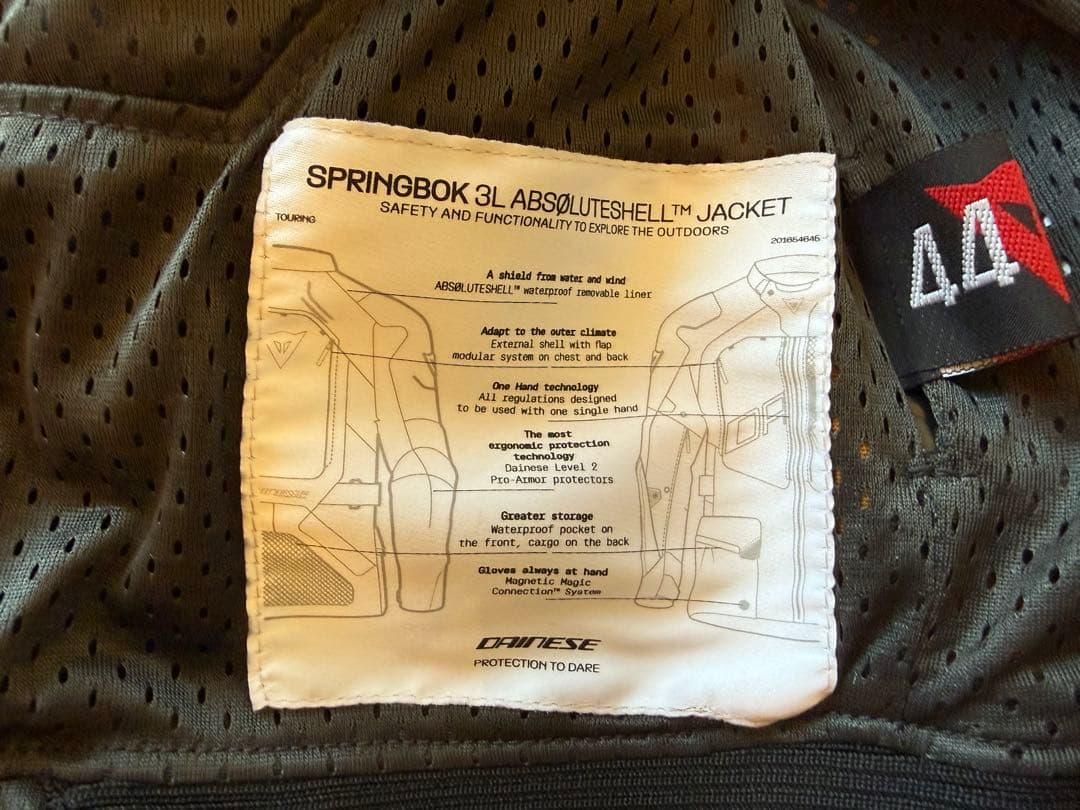 SPRINGBOK 3L ABSØLUTESHELL™ JACKET
SAFETY AND FUNCTIONALITY TO EXPLORE THE OUTDOORS
TOURING
201654645
A shield from water and wind
ABSØLUTESHELL™ waterproof removable liner
Adapt to the outer climate
External shell with flap
modular system on chest and back
One Hand technology
All regulations designed
to be used with one single hand
The most
ergonomic protection
technology
Dainese Level 2
Pro-Armor protectors
Greater storage
Waterproof pocket on
the front, cargo on the back
Gloves always at hand
Magnetic Magic
Connection™ System
DAINESE
PROTECTION TO DARE
44